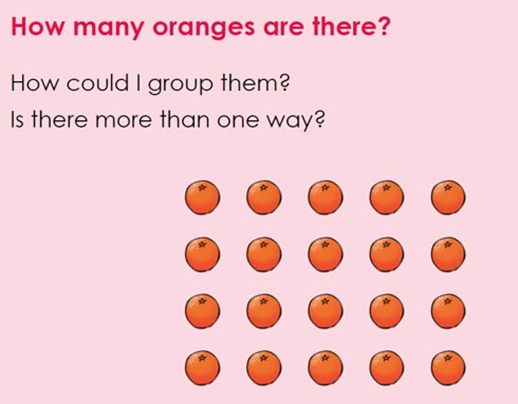 How many oranges are there?
How could I group them?
Is there more than one way?